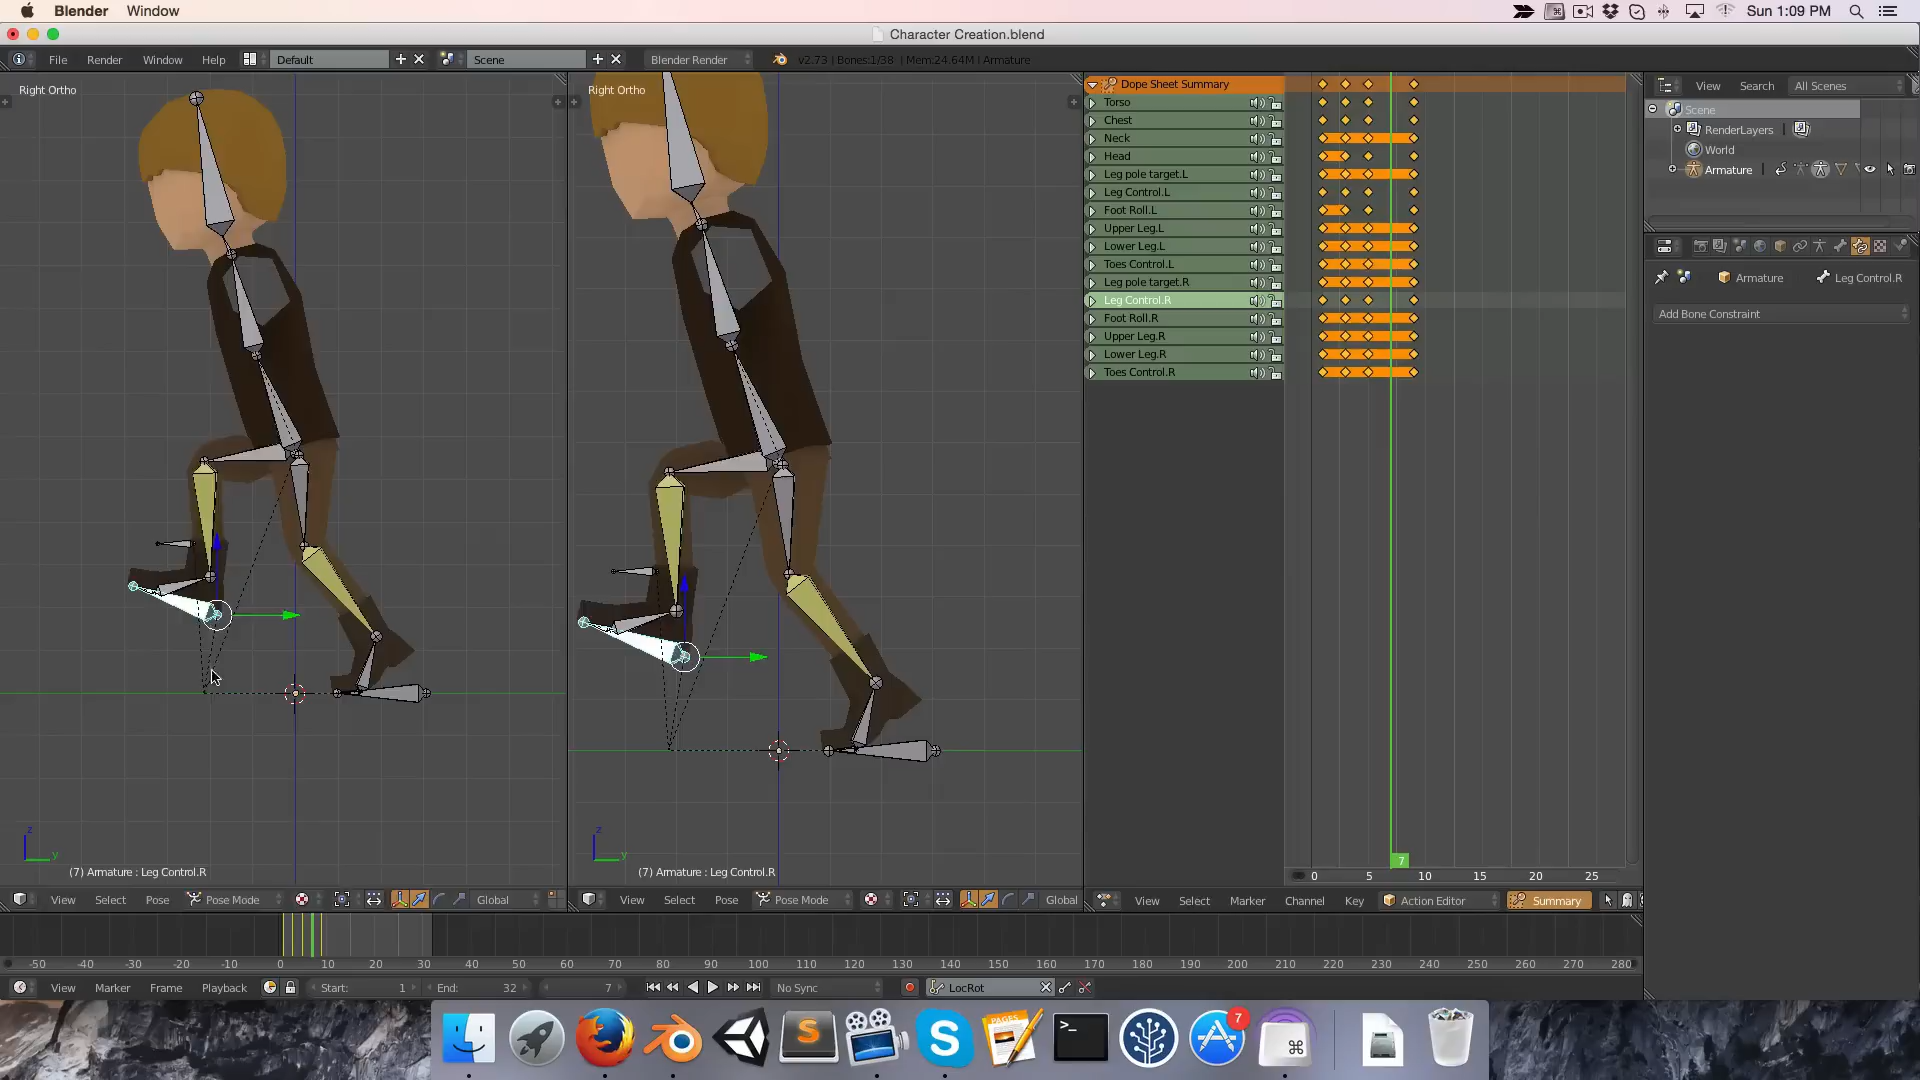 Blender Window
Sun 1:09 PM
Character Creation.blend
File Render Window Help
Default
Scene
Blender Render
v2.73 | Bones:1/38 | Mem:24.64M | Armature
Right Ortho
Right Ortho
Dope Sheet Summary
Torso
Chest
Neck
Head
Leg pole target.L
Leg Control.L
Foot Roll.L
Upper Leg.L
Lower Leg.L
Toes Control.L
Leg pole target.R
Leg Control.R
Foot Roll.R
Upper Leg.R
Lower Leg.R
Toes Control.R
View Search All Scenes
Scene
RenderLayers
World
Armature
Armature Leg Control.R
Add Bone Constraint
z
y
z
y
(7) Armature : Leg Control.R
(7) Armature : Leg Control.R
7
0 5 10 15 20 25
View Select Pose Pose Mode Global
View Select Pose Pose Mode Global
View Select Marker Channel Key Action Editor Summary
-50 -40 -30 -20 -10 0 10 20 30 40 50 60 70 80 90 100 110 120 130 140 150 160 170 180 190 200 210 220 230 240 250 260 270 280
View Marker Frame Playback Start: 1 End: 32 7 No Sync LocRot
S
S
PAGES
>_
7
⌘